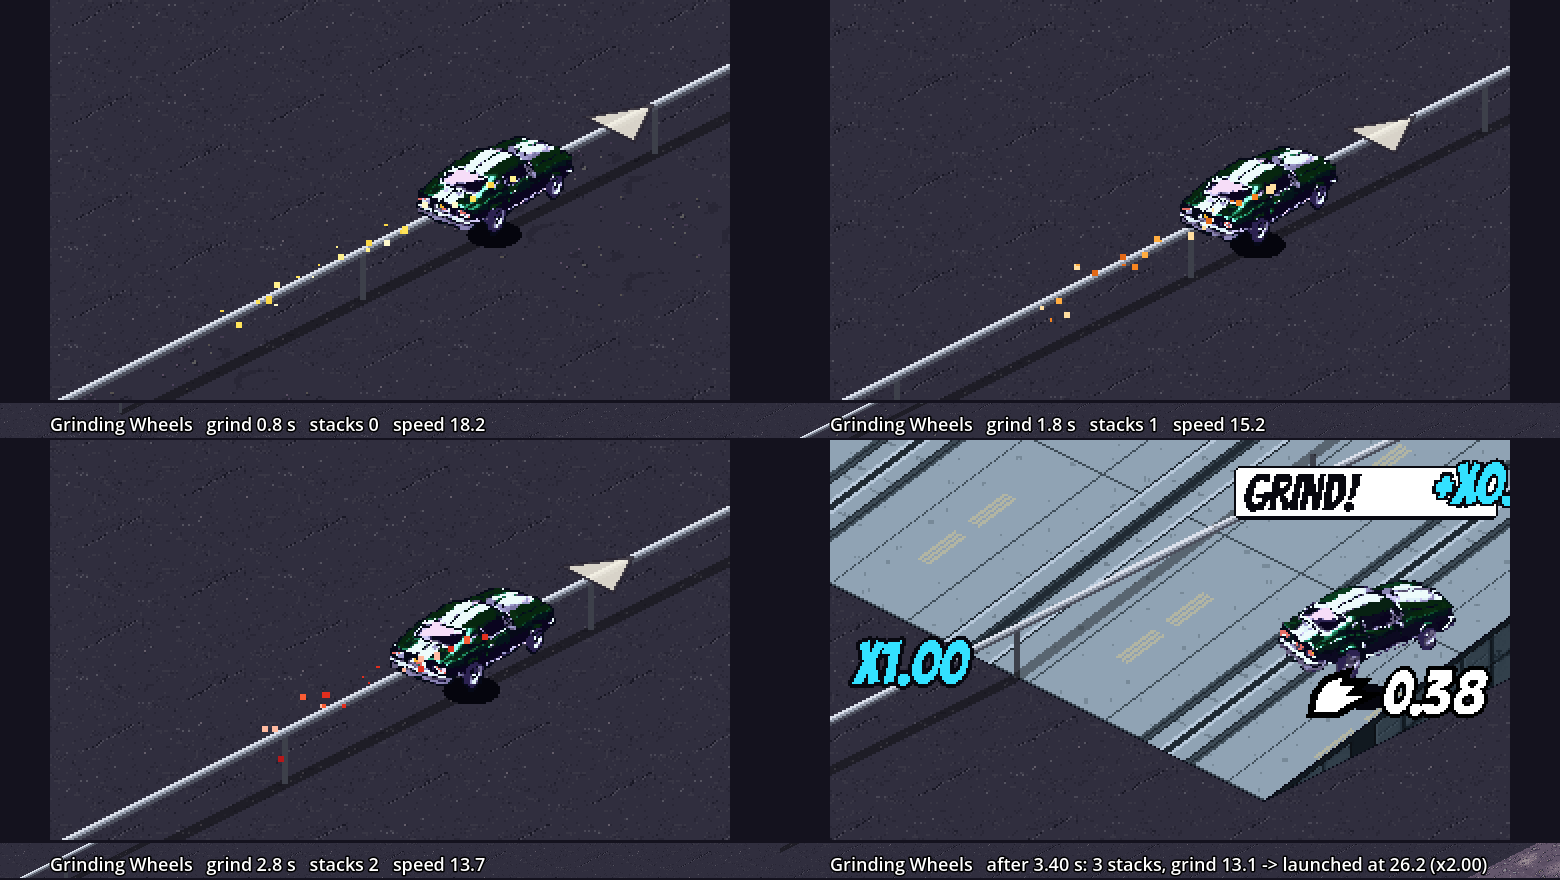 Grinding Wheels grind 0.8 s stacks 0 speed 18.2
Grinding Wheels grind 1.8 s stacks 1 speed 15.2
GRIND! +X0.
X1.00
0.38
Grinding Wheels grind 2.8 s stacks 2 speed 13.7
Grinding Wheels after 3.40 s: 3 stacks, grind 13.1 -> launched at 26.2 (x2.00)